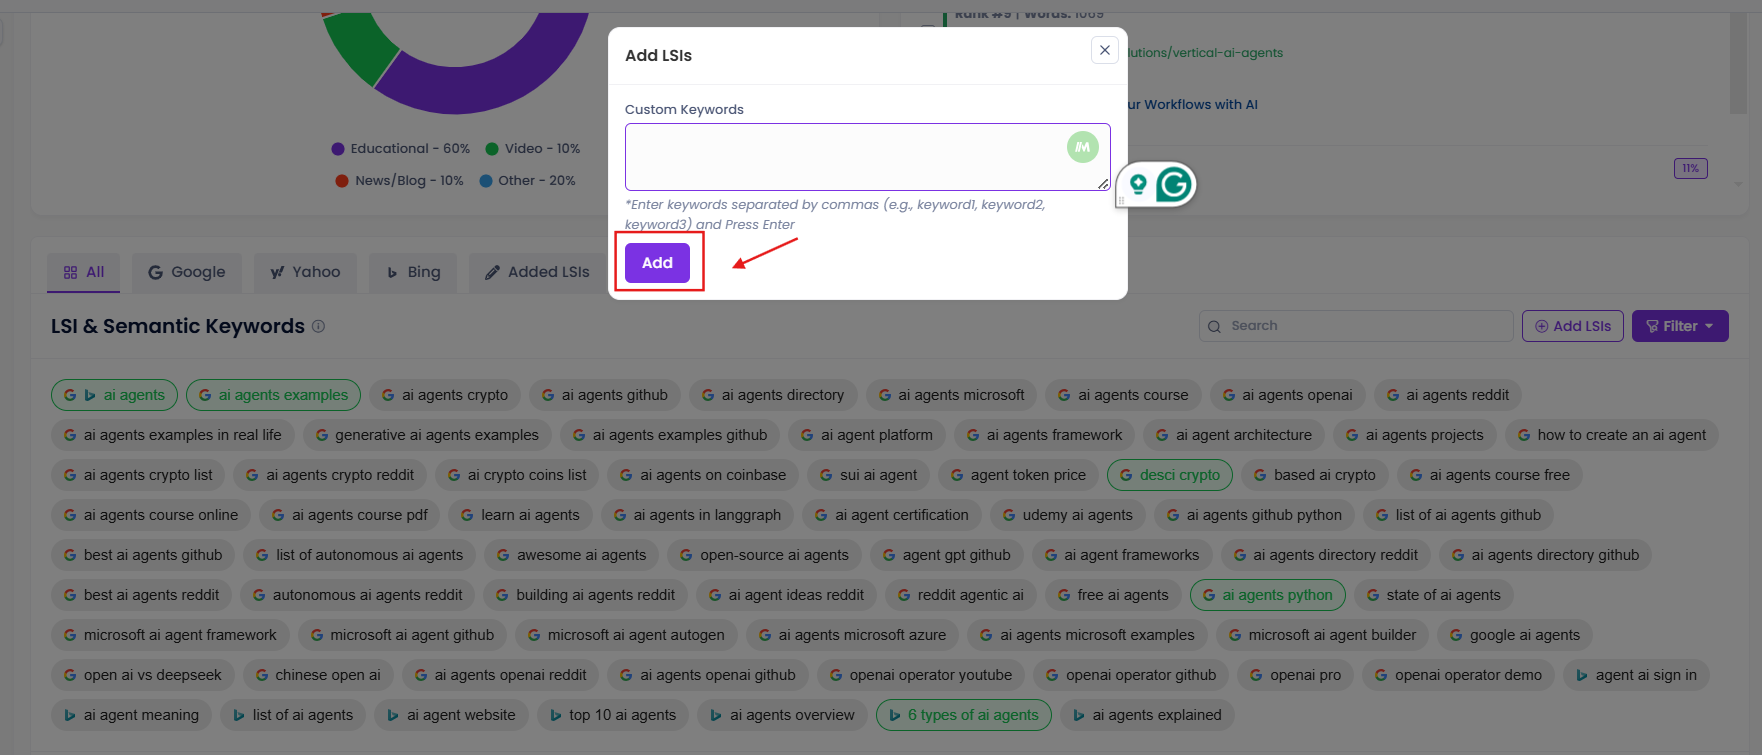 Rank #9 | Words: 1069
Add LSIs
lutions/vertical-ai-agents
Custom Keywords
ur Workflows with AI
Educational - 60% Video - 10%
11%
News/Blog - 10% Other - 20%
*Enter keywords separated by commas (e.g., keyword1, keyword2,
keyword3) and Press Enter
Add
All Google Yahoo Bing Added LSIs
LSI & Semantic Keywords Search Add LSIs Filter
ai agents ai agents examples ai agents crypto ai agents github ai agents directory ai agents microsoft ai agents course ai agents openai ai agents reddit
ai agents examples in real life generative ai agents examples ai agents examples github ai agent platform ai agents framework ai agent architecture ai agents projects how to create an ai agent
ai agents crypto list ai agents crypto reddit ai crypto coins list ai agents on coinbase sui ai agent agent token price desci crypto based ai crypto ai agents course free
ai agents course online ai agents course pdf learn ai agents ai agents in langgraph ai agent certification udemy ai agents ai agents github python list of ai agents github
best ai agents github list of autonomous ai agents awesome ai agents open-source ai agents agent gpt github ai agent frameworks ai agents directory reddit ai agents directory github
best ai agents reddit autonomous ai agents reddit building ai agents reddit ai agent ideas reddit reddit agentic ai free ai agents ai agents python state of ai agents
microsoft ai agent framework microsoft ai agent github microsoft ai agent autogen ai agents microsoft azure ai agents microsoft examples microsoft ai agent builder google ai agents
open ai vs deepseek chinese open ai ai agents openai reddit ai agents openai github openai operator youtube openai operator github openai pro openai operator demo agent ai sign in
ai agent meaning list of ai agents ai agent website top 10 ai agents ai agents overview 6 types of ai agents ai agents explained